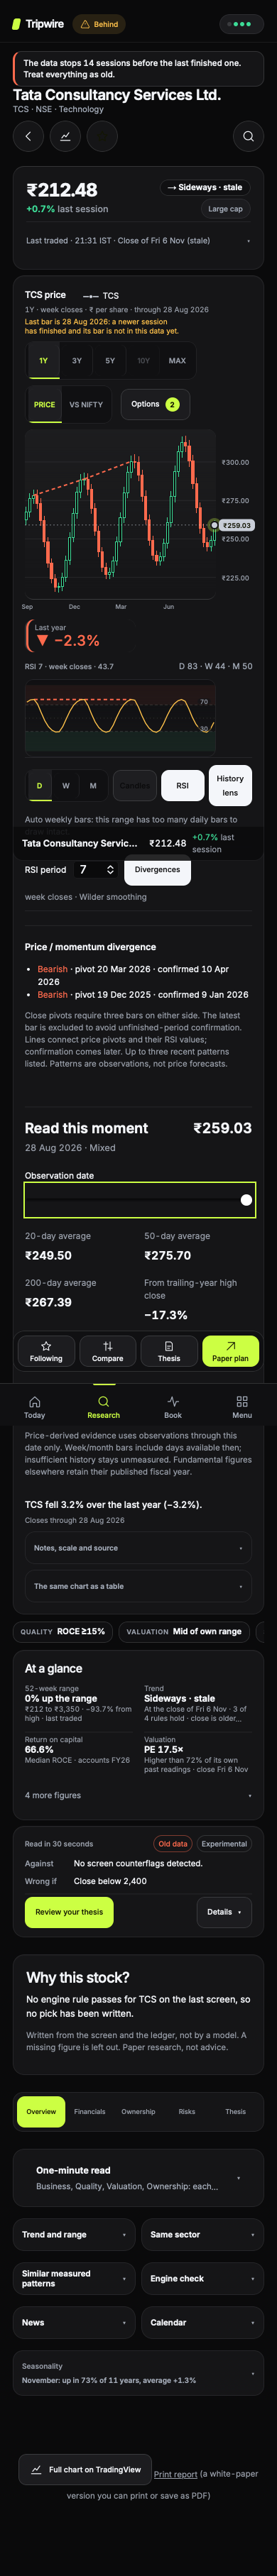 Tripwire
Behind
The data stops 14 sessions before the last finished one.
Treat everything as old.
Tata Consultancy Services Ltd.
TCS · NSE · Technology
₹212.48
→ Sideways · stale
+0.7% last session
Large cap
Last traded · 21:31 IST · Close of Fri 6 Nov (stale)
TCS price
TCS
1Y · week closes · ₹ per share · through 28 Aug 2026
Last bar is 28 Aug 2026: a newer session
has finished and its bar is not in this data yet.
1Y 3Y 5Y 10Y MAX
PRICE VS NIFTY Options 2
₹300.00
₹275.00
₹259.03
₹250.00
₹225.00
Sep Dec Mar Jun
Last year
▼ −2.3%
RSI 7 · week closes · 43.7
D 83 · W 44 · M 50
70
30
D W M Candles RSI History
lens
Auto weekly bars: this range has too many daily bars to
Tata Consultancy Servic... ₹212.48 +0.7% last
session
RSI period 7 Divergences
week closes · Wilder smoothing
Price / momentum divergence
• Bearish · pivot 20 Mar 2026 · confirmed 10 Apr
2026
• Bearish · pivot 19 Dec 2025 · confirmed 9 Jan 2026
Close pivots require three bars on either side. The latest
bar is excluded to avoid unfinished-period confirmation.
Lines connect price pivots and their RSI values;
confirmation comes later. Up to three recent patterns
listed. Patterns are observations, not price forecasts.
Read this moment ₹259.03
28 Aug 2026 · Mixed
Observation date
20-day average 50-day average
₹249.50 ₹275.70
200-day average From trailing-year high
close
₹267.39 −17.3%
Following Compare Thesis Paper plan
Today Research Book Menu
Price-derived evidence uses observations through this
date only. Week/month bars include days available then;
insufficient history stays unmeasured. Fundamental figures
elsewhere retain their published fiscal year.
TCS fell 3.2% over the last year (−3.2%).
Closes through 28 Aug 2026
Notes, scale and source
The same chart as a table
QUALITY ROCE ≥15% VALUATION Mid of own range
At a glance
52-week range Trend
0% up the range Sideways · stale
₹212 to ₹3,350 · −93.7% from At the close of Fri 6 Nov · 3 of
high · last traded 4 rules hold · close is older...
Return on capital Valuation
66.6% PE 17.5×
Median ROCE · accounts FY26 Higher than 72% of its own
past readings · close Fri 6 Nov
4 more figures
Read in 30 seconds Old data Experimental
Against No screen counterflags detected.
Wrong if Close below 2,400
Review your thesis Details
Why this stock?
No engine rule passes for TCS on the last screen, so
no pick has been written.
Written from the screen and the ledger, not by a model. A
missing figure is left out. Paper research, not advice.
Overview Financials Ownership Risks Thesis
One-minute read
Business, Quality, Valuation, Ownership: each...
Trend and range Same sector
Similar measured
patterns
Engine check
News Calendar
Seasonality
November: up in 73% of 11 years, average +1.3%
Full chart on TradingView Print report (a white-paper
version you can print or save as PDF)